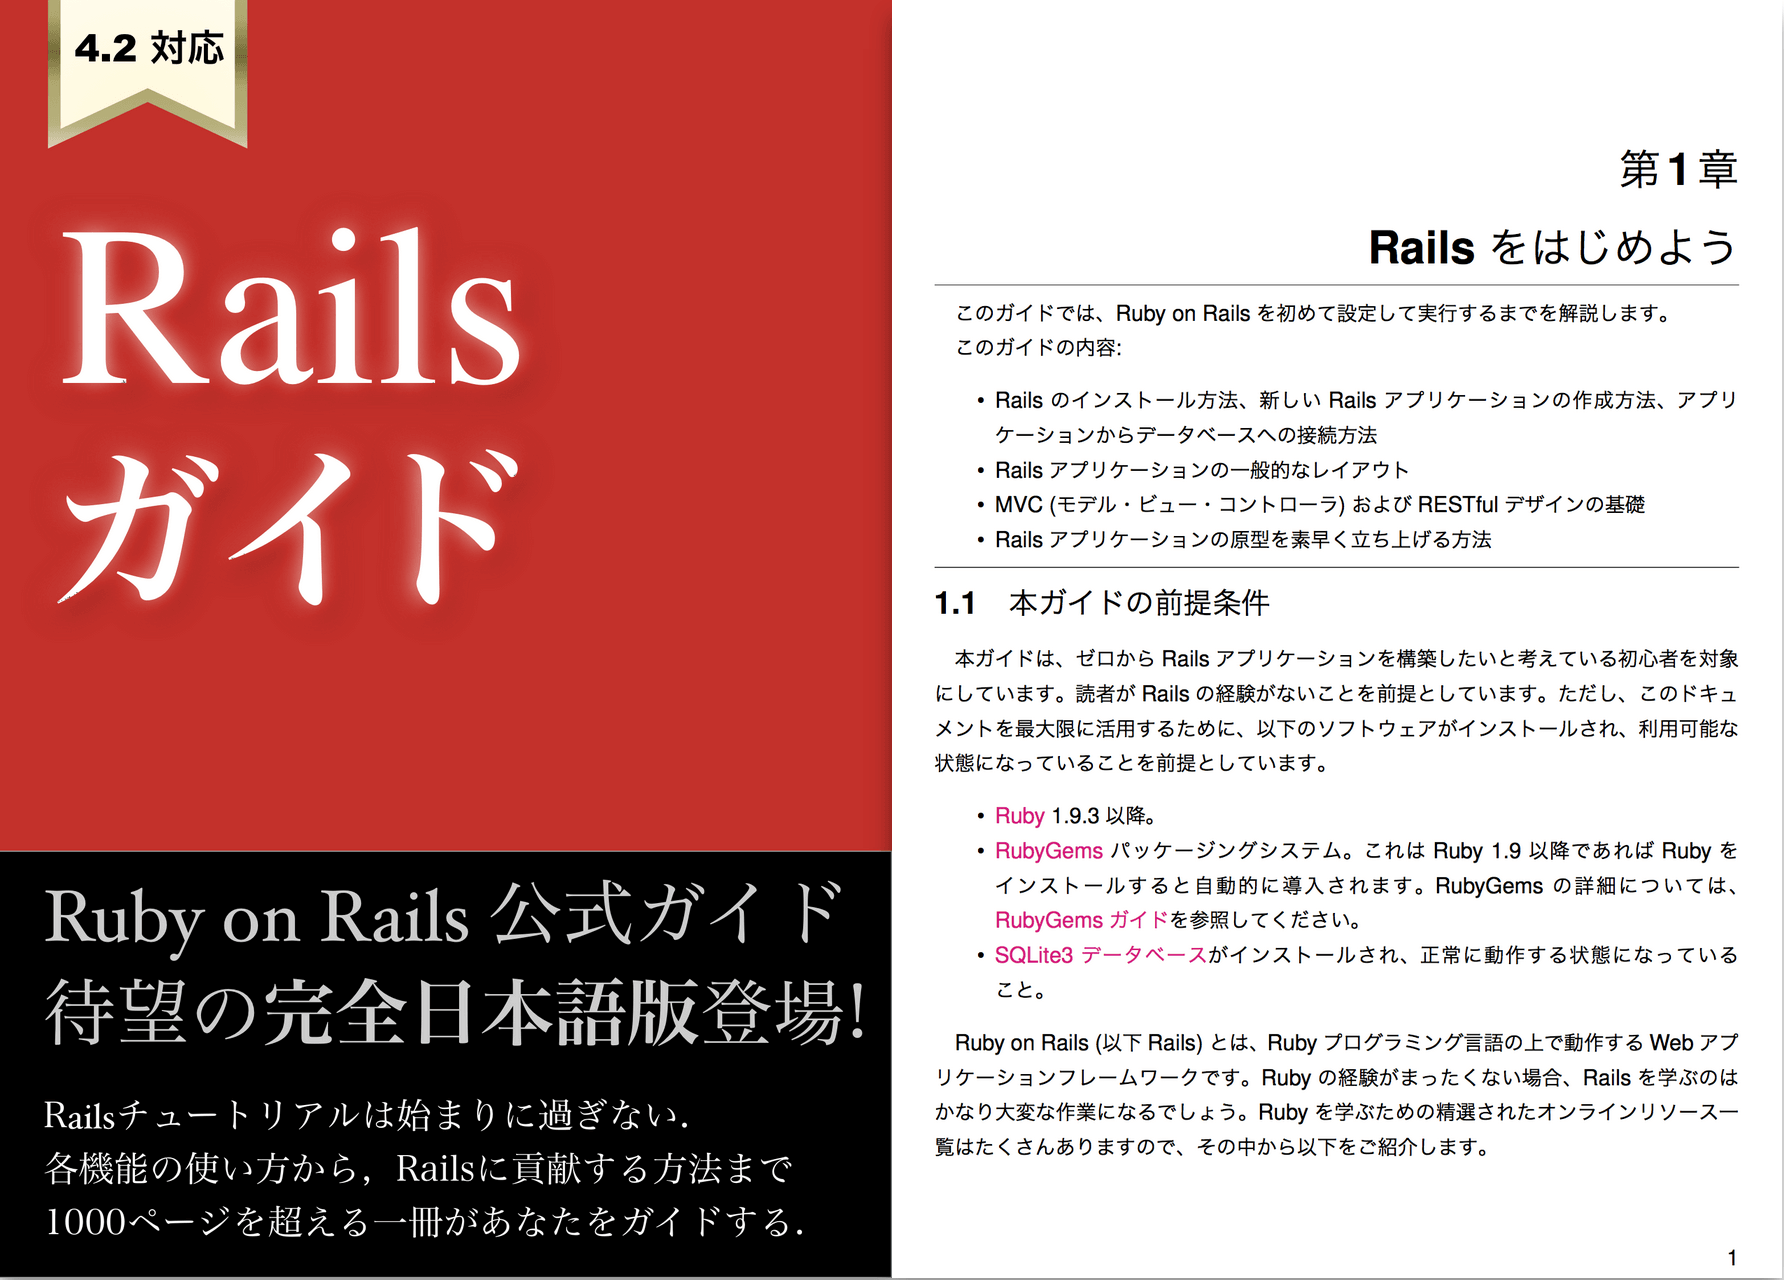 4.2 対応
Rails
ガイド
Ruby on Rails 公式ガイド
待望の完全日本語版登場!
Railsチュートリアルは始まりに過ぎない.
各機能の使い方から，Railsに貢献する方法まで
1000ページを超える一冊があなたをガイドする.
第1章
Rails をはじめよう
このガイドでは、Ruby on Rails を初めて設定して実行するまでを解説します。
このガイドの内容:
• Rails のインストール方法、新しい Rails アプリケーションの作成方法、アプリ
ケーションからデータベースへの接続方法
• Rails アプリケーションの一般的なレイアウト
• MVC (モデル・ビュー・コントローラ) および RESTful デザインの基礎
• Rails アプリケーションの原型を素早く立ち上げる方法
1.1 本ガイドの前提条件
本ガイドは、ゼロから Rails アプリケーションを構築したいと考えている初心者を対象
にしています。読者が Rails の経験がないことを前提としています。ただし、このドキュ
メントを最大限に活用するために、以下のソフトウェアがインストールされ、利用可能な
状態になっていることを前提としています。
• Ruby 1.9.3 以降。
• RubyGems パッケージングシステム。これは Ruby 1.9 以降であれば Ruby を
インストールすると自動的に導入されます。RubyGems の詳細については、
RubyGems ガイドを参照してください。
• SQLite3 データベースがインストールされ、正常に動作する状態になっている
こと。
Ruby on Rails (以下 Rails) とは、Ruby プログラミング言語の上で動作する Web アプ
リケーションフレームワークです。Ruby の経験がまったくない場合、Rails を学ぶのは
かなり大変な作業になるでしょう。Ruby を学ぶための精選されたオンラインリソース一
覧はたくさんありますので、その中から以下をご紹介します。
1